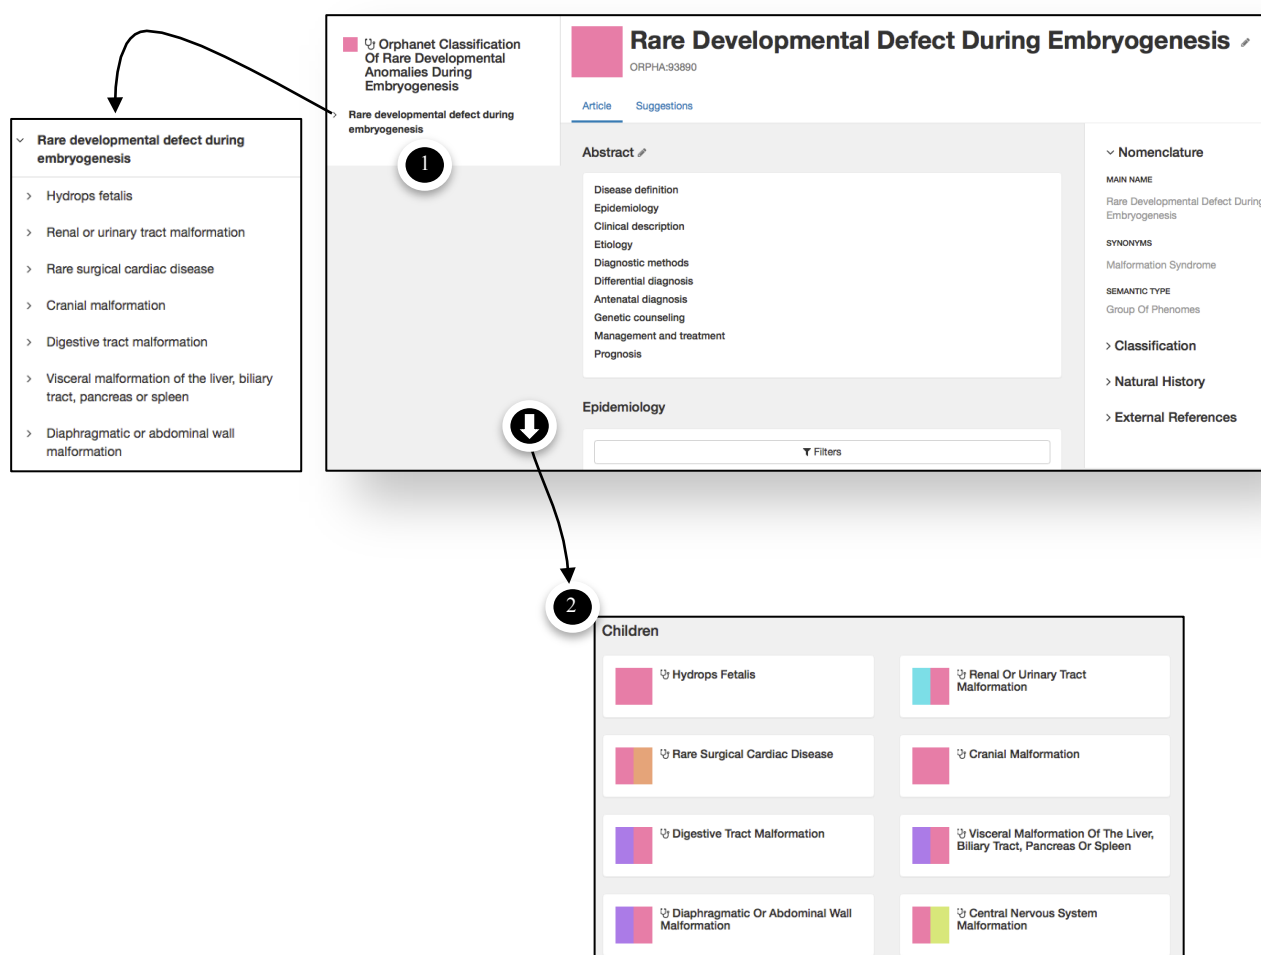 Orphanet Classification
Of Rare Developmental
Anomalies During
Embryogenesis
Rare developmental defect during
embryogenesis
1
Rare Developmental Defect During Embryogenesis
ORPHA:93890
Article
Suggestions
Rare developmental defect during
embryogenesis
Hydrops fetalis
Renal or urinary tract malformation
Rare surgical cardiac disease
Cranial malformation
Digestive tract malformation
Visceral malformation of the liver, biliary
tract, pancreas or spleen
Diaphragmatic or abdominal wall
malformation
Abstract
Disease definition
Epidemiology
Clinical description
Etiology
Diagnostic methods
Differential diagnosis
Antenatal diagnosis
Genetic counseling
Management and treatment
Prognosis
Epidemiology
Filters
Nomenclature
MAIN NAME
Rare Developmental Defect During
Embryogenesis
SYNONYMS
Malformation Syndrome
SEMANTIC TYPE
Group Of Phenomes
Classification
Natural History
External References
2
Children
Hydrops Fetalis
Renal Or Urinary Tract
Malformation
Rare Surgical Cardiac Disease
Cranial Malformation
Digestive Tract Malformation
Visceral Malformation Of The Liver,
Biliary Tract, Pancreas Or Spleen
Diaphragmatic Or Abdominal Wall
Malformation
Central Nervous System
Malformation